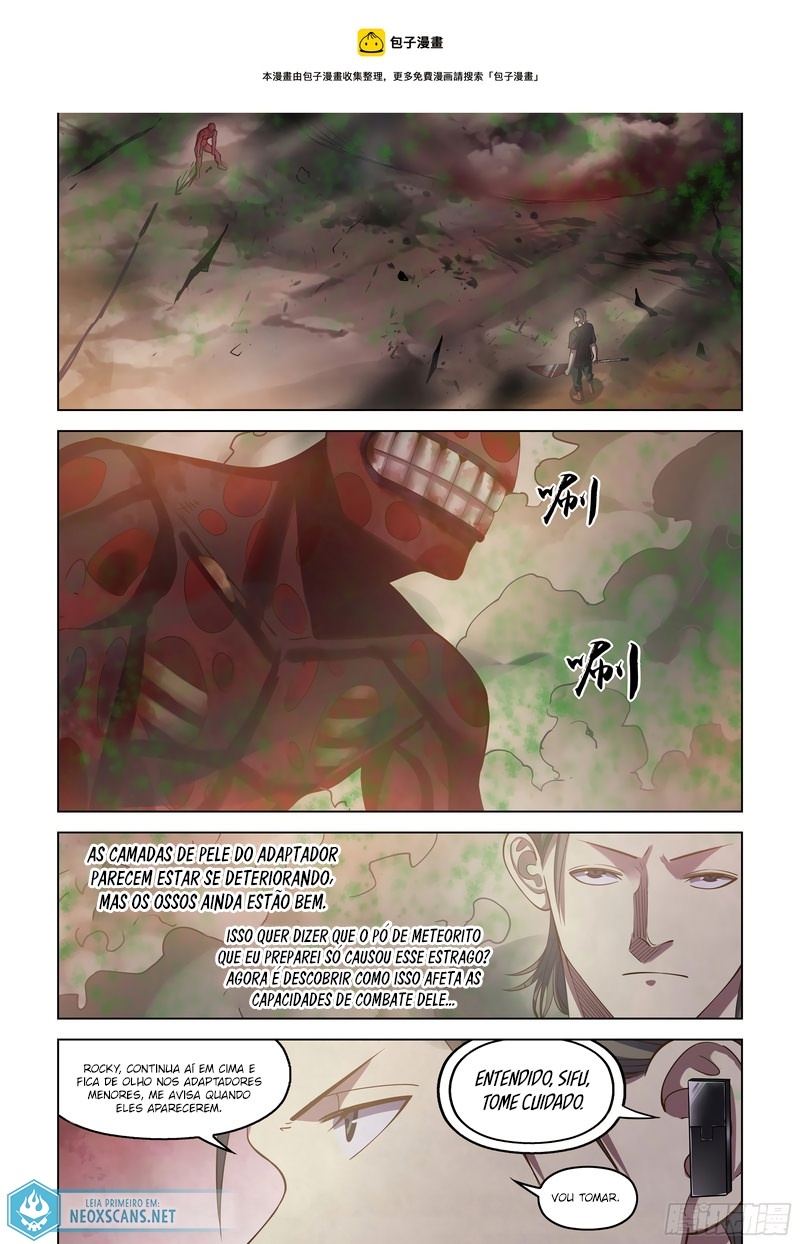 包子漫畫
本漫畫由包子漫畫收集整理，更多免費漫畫請搜索「包子漫畫」
唰
唰
AS CAMADAS DE PELE DO ADAPTADOR
PARECEM ESTAR SE DETERIORANDO,
MAS OS OSSOS AINDA ESTÃO BEM.
ISSO QUER DIZER QUE O PÓ DE METEORITO
QUE EU PREPAREI SÓ CAUSOU ESSE ESTRAGO?
AGORA É DESCOBRIR COMO ISSO AFETA AS
CAPACIDADES DE COMBATE DELE...
ROCKY, CONTINUA AÍ EM CIMA E
FICA DE OLHO NOS ADAPTADORES
MENORES, ME AVISA QUANDO
ELES APARECEREM.
ENTENDIDO, SIFU,
TOME CUIDADO.
VOU TOMAR.
LEIA PRIMEIRO EM:
NEOXSCANS.NET
腾讯动漫